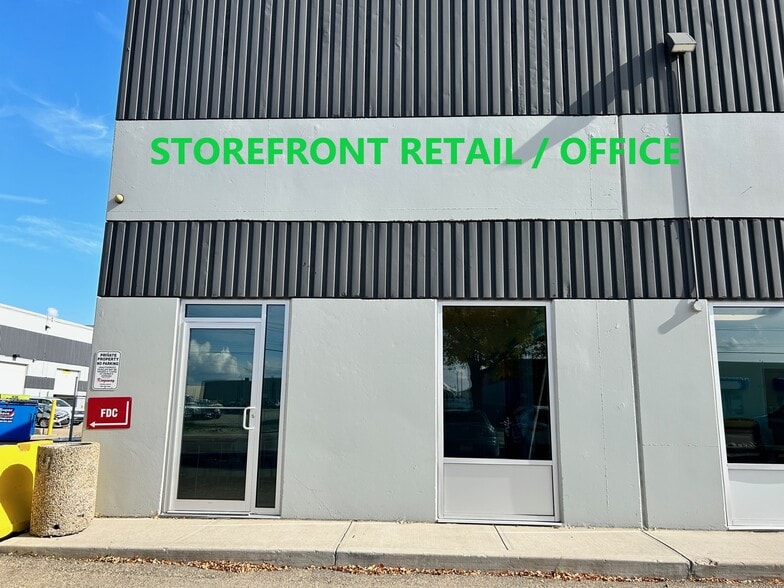 STOREFRONT RETAIL / OFFICE
PRIVATE
PROPERTY
NO PARKING
FDC